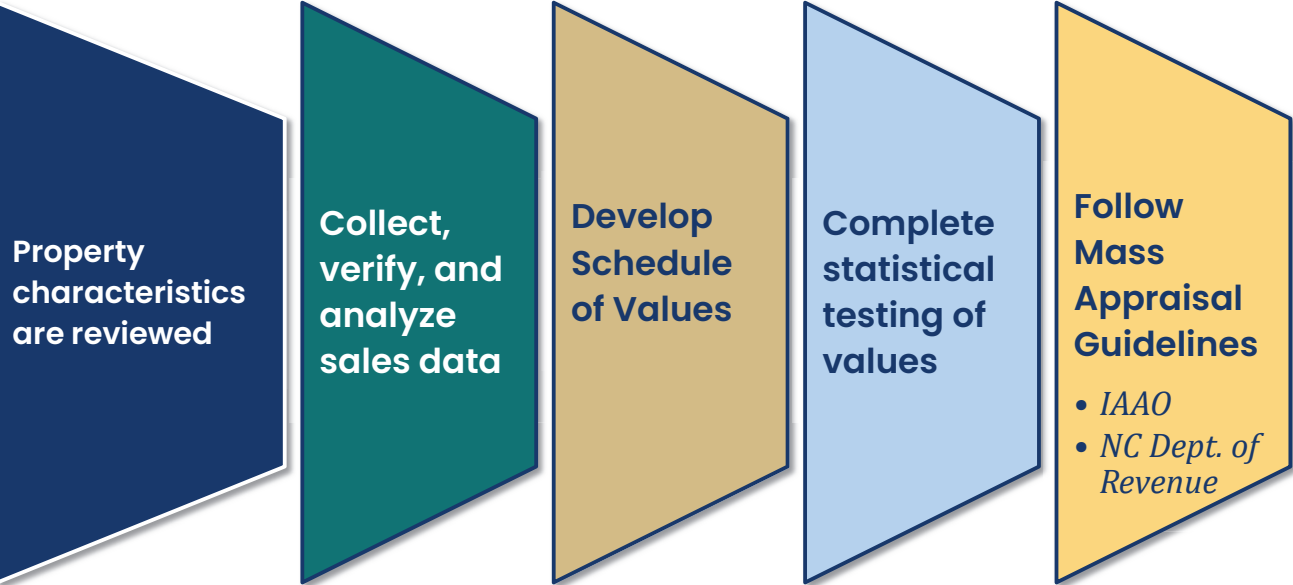 Property
characteristics
are reviewed
Collect,
verify, and
analyze
sales data
Develop
Schedule
of Values
Complete
statistical
testing of
values
Follow
Mass
Appraisal
Guidelines
• IAAO
• NC Dept. of
Revenue